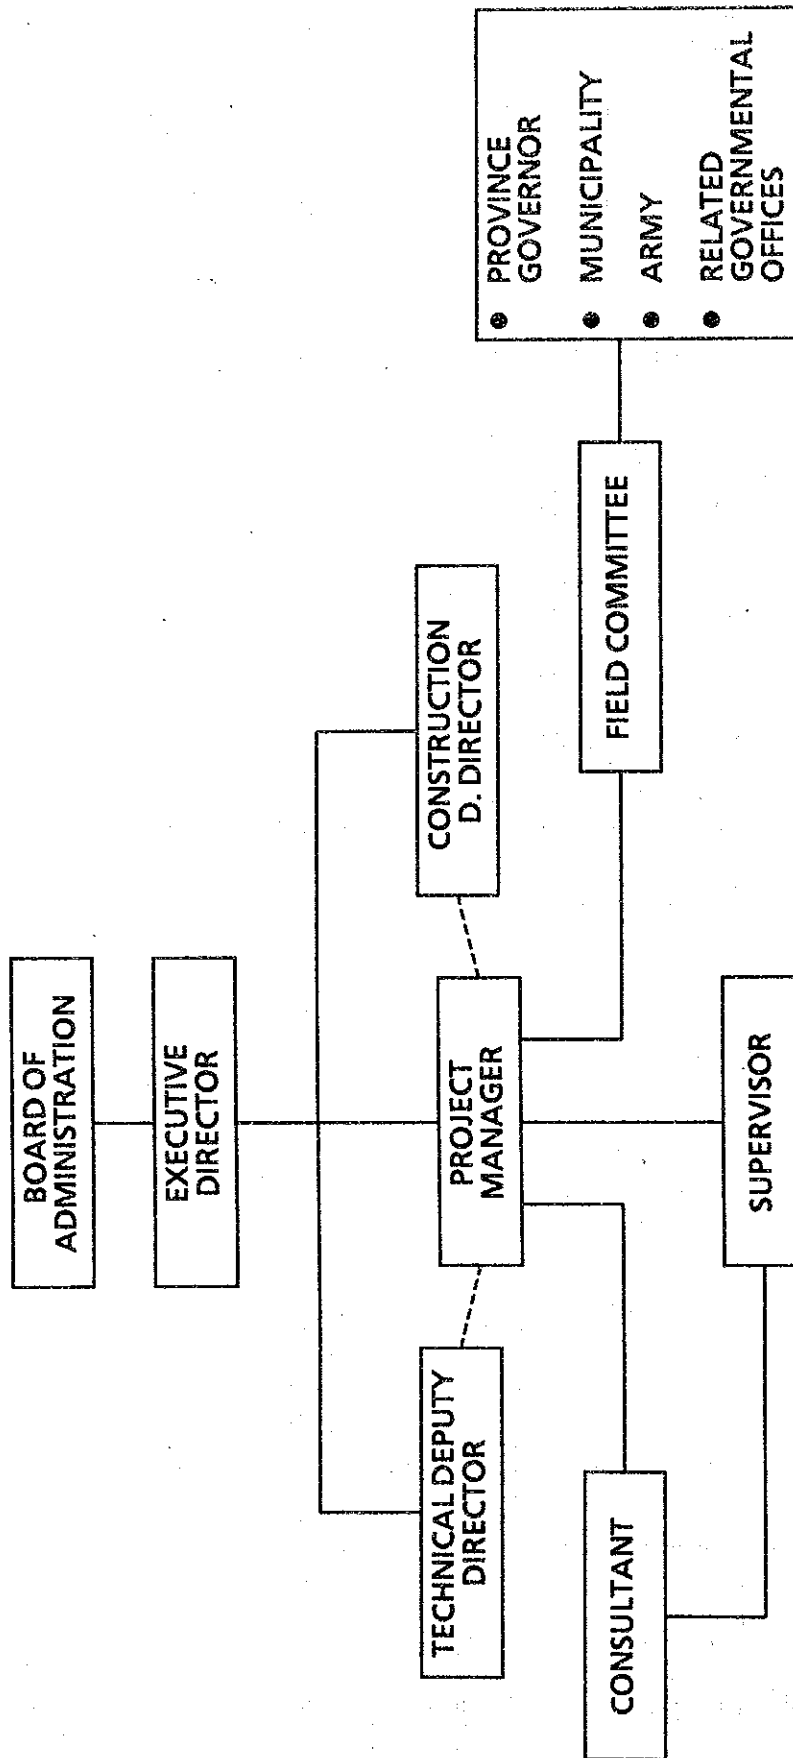 BOARD OF
ADMINISTRATION
EXECUTIVE
DIRECTOR
TECHNICAL DEPUTY
DIRECTOR
PROJECT
MANAGER
CONSTRUCTION
D. DIRECTOR
CONSULTANT
SUPERVISOR
FIELD COMMITTEE
● PROVINCE
GOVERNOR
● MUNICIPALITY
● ARMY
● RELATED
GOVERNMENTAL
OFFICES